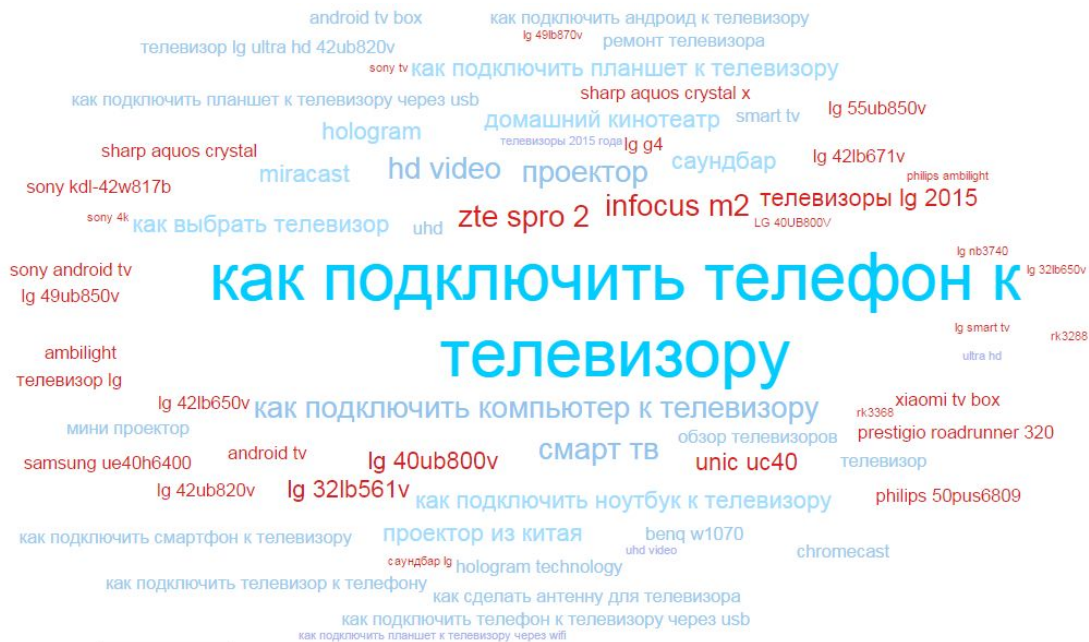 android tv box
как подключить андроид к телевизору
lg 49lb870v
ремонт телевизора
телевизор lg ultra hd 42ub820v
sony tv
как подключить планшет к телевизору
как подключить планшет к телевизору через usb
sharp aquos crystal x
lg 55ub850v
hologram
домашний кинотеатр
smart tv
телевизоры 2015 года
lg g4
sharp aquos crystal
miracast
hd video
проектор
саундбар
lg 42lb671v
philips ambilight
sony kdl-42w817b
sony 4k
как выбрать телевизор
uhd
zte spro 2
infocus m2
телевизоры lg 2015
LG 40UB800V
lg nb3740
sony android tv
как подключить телефон к
lg 32lb650v
lg 49ub850v
lg smart tv
rk3288
ambilight
телевизору
ultra hd
телевизор lg
lg 42lb650v
как подключить компьютер к телевизору
rk3368
xiaomi tv box
мини проектор
смарт тв
обзор телевизоров
prestigio roadrunner 320
samsung ue40h6400
android tv
lg 40ub800v
unic uc40
телевизор
lg 42ub820v
lg 32lb561v
как подключить ноутбук к телевизору
philips 50pus6809
как подключить смартфон к телевизору
проектор из китая
benq w1070
uhd video
chromecast
саундбар lg
hologram technology
как подключить телевизор к телефону
как сделать антенну для телевизора
как подключить телефон к телевизору через usb
как подключить планшет к телевизору через wifi